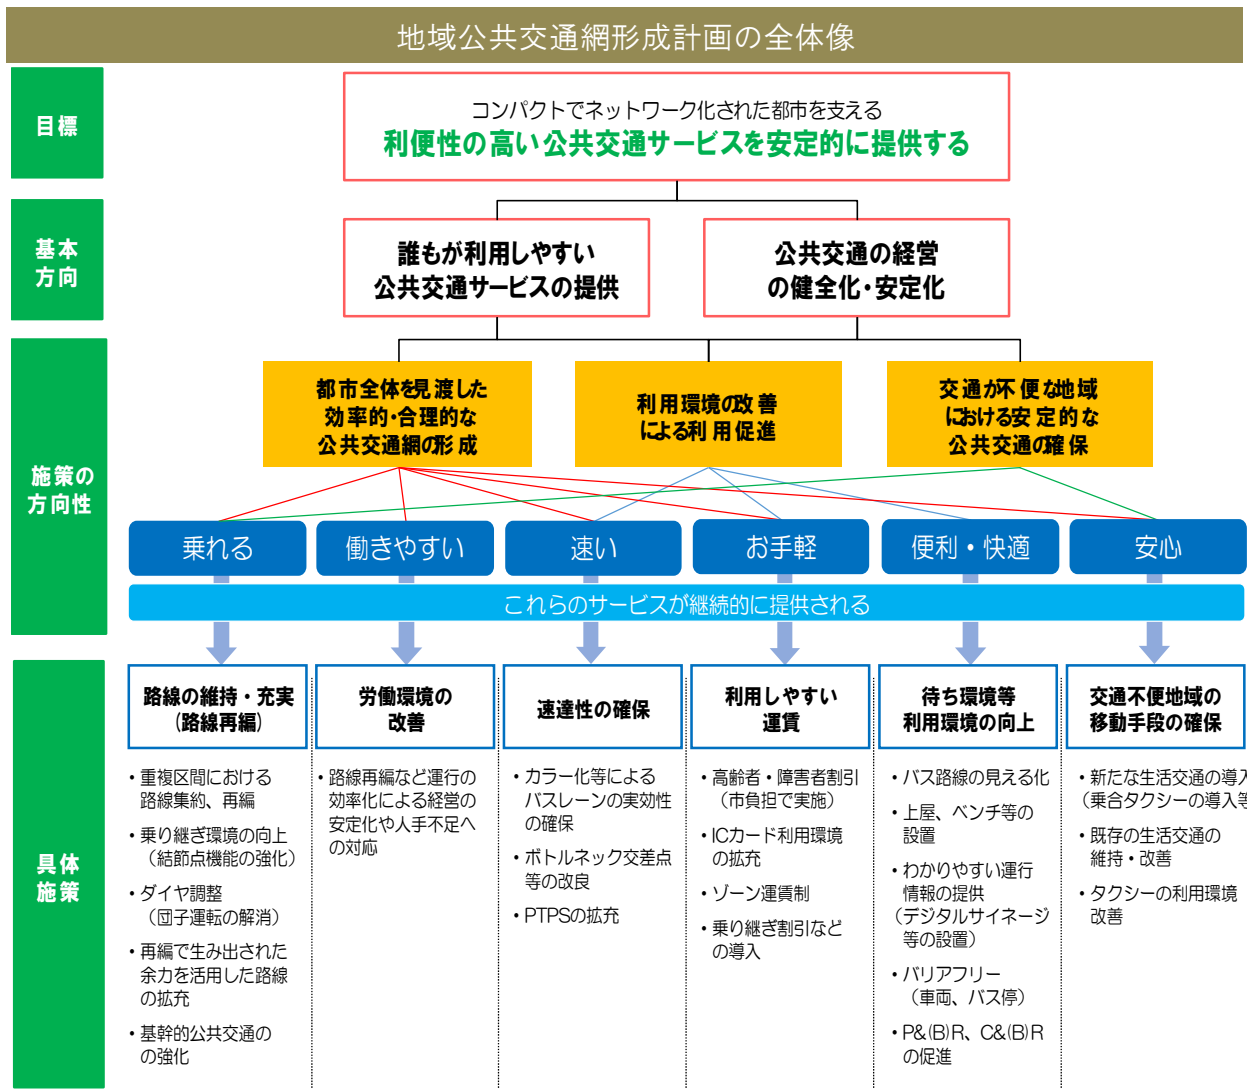 地域公共交通網形成計画の全体像
目標
コンパクトでネットワーク化された都市を支える
利便性の高い公共交通サービスを安定的に提供する
基本
方向
誰もが利用しやすい
公共交通サービスの提供
公共交通の経営
の健全化・安定化
施策の
方向性
都市全体を見渡した
効率的・合理的な
公共交通網の形成
利用環境の改善
による利用促進
交通が不便な地域
における安定的な
公共交通の確保
乗れる
働きやすい
速い
お手軽
便利・快適
安心
これらのサービスが継続的に提供される
具体
施策
路線の維持・充実
(路線再編)
・重複区間における
路線集約、再編
・乗り継ぎ環境の向上
（結節点機能の強化）
・ダイヤ調整
（団子運転の解消）
・再編で生み出された
余力を活用した路線
の拡充
・基幹的公共交通の
の強化
労働環境の
改善
・路線再編など運行の
効率化による経営の
安定化や人手不足へ
の対応
速達性の確保
・カラー化等による
バスレーンの実効性
の確保
・ボトルネック交差点
等の改良
・PTPSの拡充
利用しやすい
運賃
・高齢者・障害者割引
（市負担で実施）
・ICカード利用環境
の拡充
・ゾーン運賃制
・乗り継ぎ割引など
の導入
待ち環境等
利用環境の向上
・バス路線の見える化
・上屋、ベンチ等の
設置
・わかりやすい運行
情報の提供
（デジタルサイネージ
等の設置）
・バリアフリー
（車両、バス停）
・P&(B)R、C&(B)R
の促進
交通不便地域の
移動手段の確保
・新たな生活交通の導入
（乗合タクシーの導入等
・既存の生活交通の
維持・改善
・タクシーの利用環境
改善